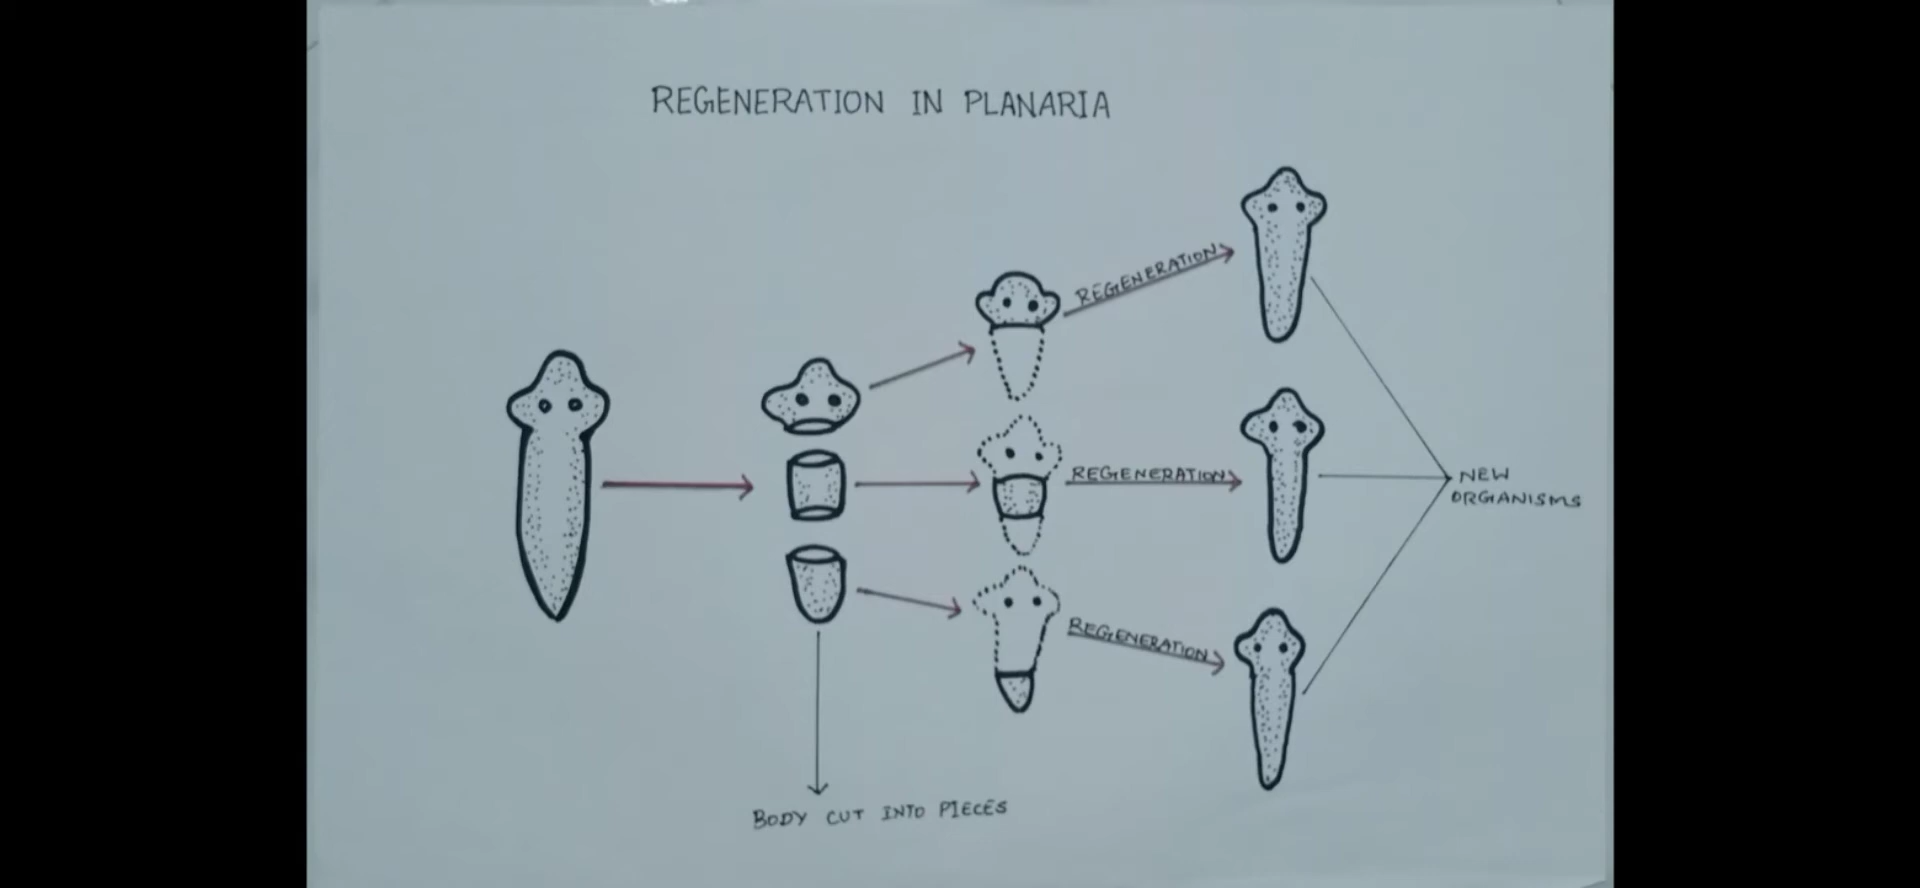 REGENERATION IN PLANARIA
REGENERATION
REGENERATION
REGENERATION
NEW
ORGANISMS
BODY CUT INTO PIECES